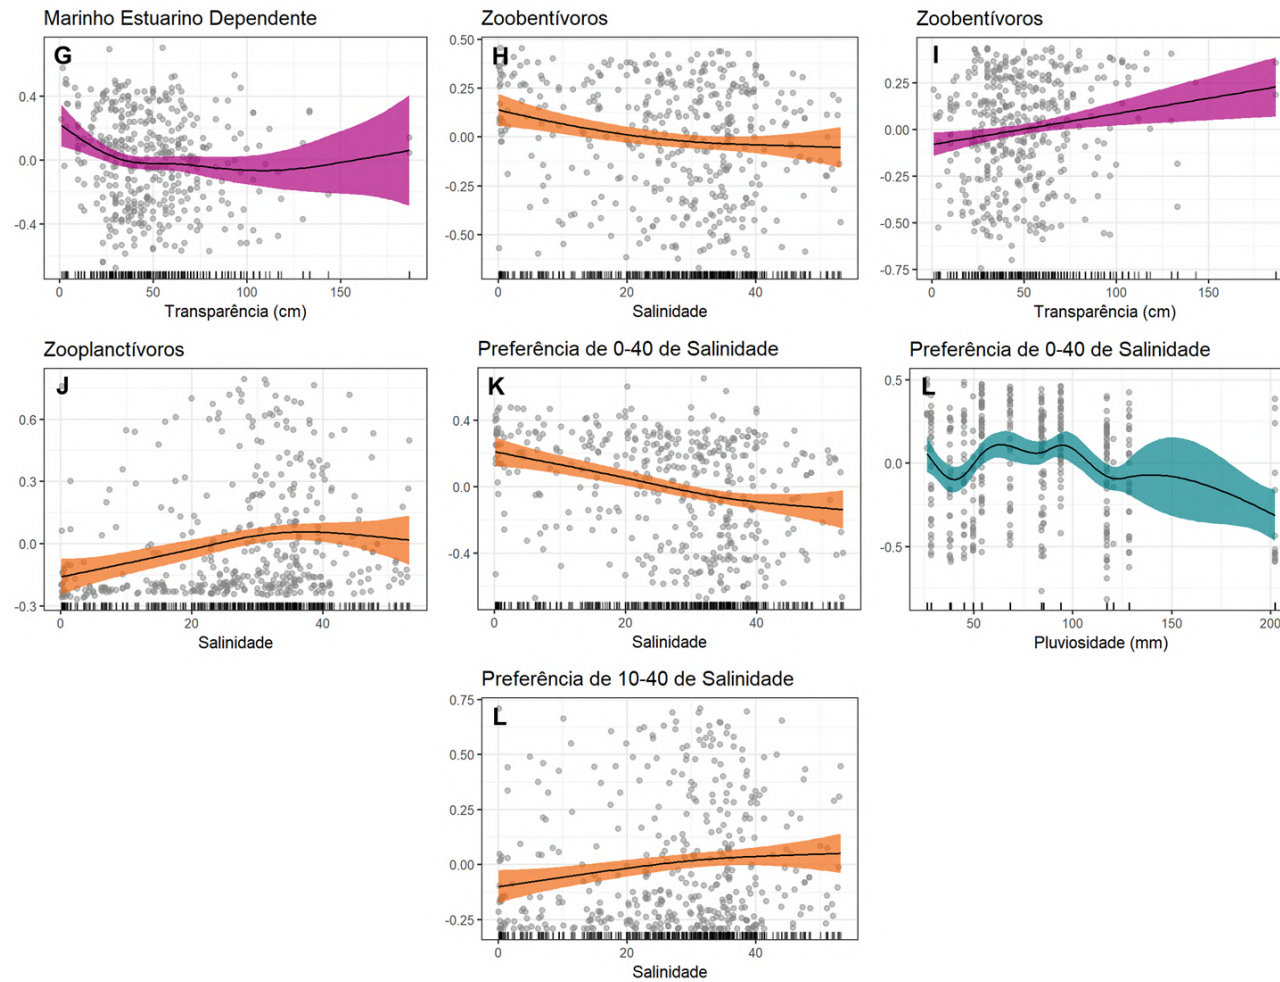 Marinho Estuarino Dependente
G
0.4
0.0
-0.4
0
50
100
150
Transparência (cm)
Zoobentívoros
H
0.50
0.25
0.00
-0.25
-0.50
0
20
40
Salinidade
Zoobentívoros
I
0.25
0.00
-0.25
-0.50
-0.75
0
50
100
150
Transparência (cm)
Zooplanctívoros
J
0.6
0.3
0.0
-0.3
0
20
40
Salinidade
Preferência de 0-40 de Salinidade
K
0.4
0.0
-0.4
0
20
40
Salinidade
Preferência de 0-40 de Salinidade
L
0.5
0.0
-0.5
50
100
150
200
Pluviosidade (mm)
Preferência de 10-40 de Salinidade
L
0.75
0.50
0.25
0.00
-0.25
0
20
40
Salinidade